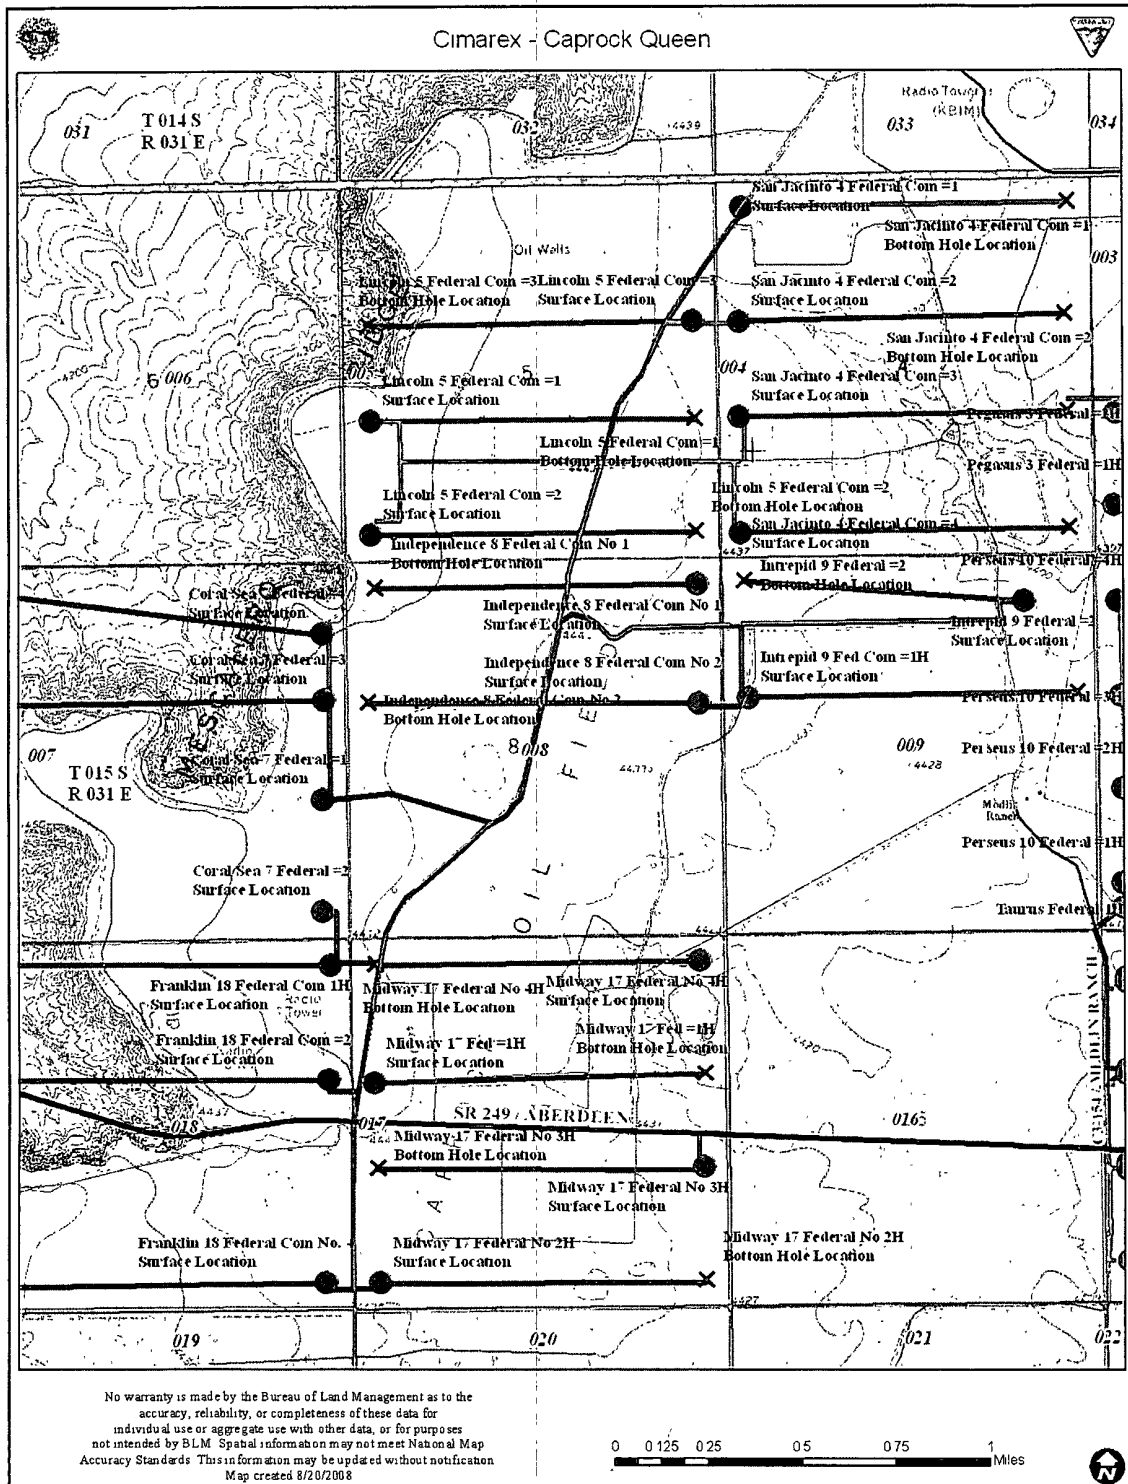 Cimarex - Caprock Queen
031
T 014 S
R 031 E
032
4439
Radio Tower
(KBIM)
033
034
San Jacinto 4 Federal Com =1
Surface Location
San Jacinto 4 Federal Com =1
Bottom Hole Location
003
Oil Wells
Lincoln 5 Federal Com =3
Bottom Hole Location
Lincoln 5 Federal Com =3
Surface Location
San Jacinto 4 Federal Com =2
Surface Location
San Jacinto 4 Federal Com =2
Bottom Hole Location
6
006
5
004
Lincoln 5 Federal Com =1
Surface Location
San Jacinto 4 Federal Com =3
Surface Location
Pegasus 3 Federal =1H
Lincoln 5 Federal Com =1
Bottom Hole Location
Pegasus 3 Federal =1H
Lincoln 5 Federal Com =2
Surface Location
Lincoln 5 Federal Com =2
Bottom Hole Location
San Jacinto 4 Federal Com =4
Surface Location
4437
Independence 8 Federal Com No 1
Bottom Hole Location
Intrepid 9 Federal =2
Bottom Hole Location
Perseus 10 Federal =4H
Coral Sea 7 Federal
Surface Location
Independence 8 Federal Com No 1
Surface Location
Intrepid 9 Federal =2
Surface Location
Coral Sea 7 Federal =3
Surface Location
Independence 8 Federal Com No 2
Surface Location
Intrepid 9 Fed Com =1H
Surface Location
Independence 8 Federal Com No 2
Bottom Hole Location
Perseus 10 Federal =3H
007
8
008
009
4428
Perseus 10 Federal =2H
T 015 S
R 031 E
Coral Sea 7 Federal =1
Surface Location
OIL FIELD
Ranch
Perseus 10 Federal =1H
Coral Sea 7 Federal =2
Surface Location
Taurus Federal 1H
Franklin 18 Federal Com 1H
Surface Location
Radio
Tower
Midway 17 Federal No 4H
Bottom Hole Location
Midway 17 Federal No 4H
Surface Location
Franklin 18 Federal Com =2
Surface Location
Midway 17 Fed =1H
Surface Location
Midway 17 Fed =1H
Bottom Hole Location
4420
018
017
SR 249 / ABERDEEN
Midway 17 Federal No 3H
Bottom Hole Location
Midway 17 Federal No 3H
Surface Location
Franklin 18 Federal Com No.
Surface Location
Midway 17 Federal No 2H
Surface Location
Midway 17 Federal No 2H
Bottom Hole Location
019
020
021
022
No warranty is made by the Bureau of Land Management as to the
accuracy, reliability, or completeness of these data for
individual use or aggregate use with other data, or for purposes
not intended by BLM Spatial information may not meet National Map
Accuracy Standards This information may be updated without notification
Map created 8/20/2008
0 0 125 0 25 0 5 0 75 1
Miles
N